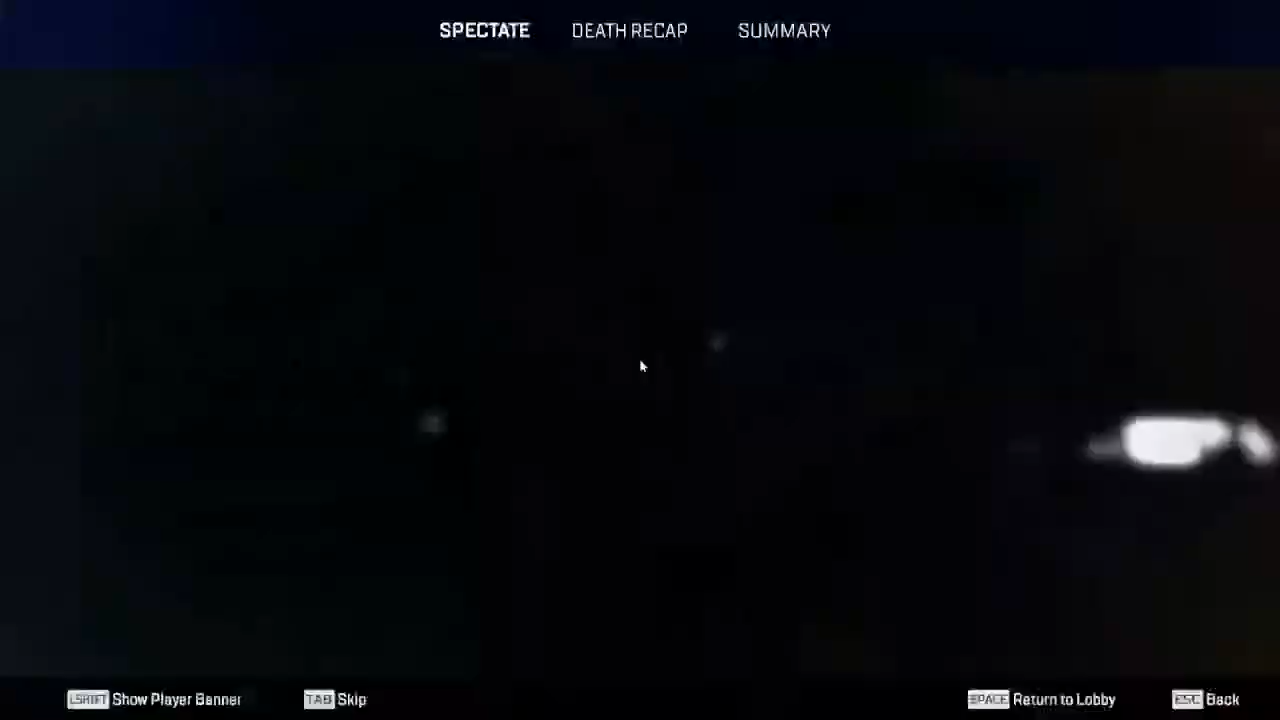 SPECTATE DEATH RECAP SUMMARY
LSHIFT Show Player Banner TAB Skip SPACE Return to Lobby ESC Back